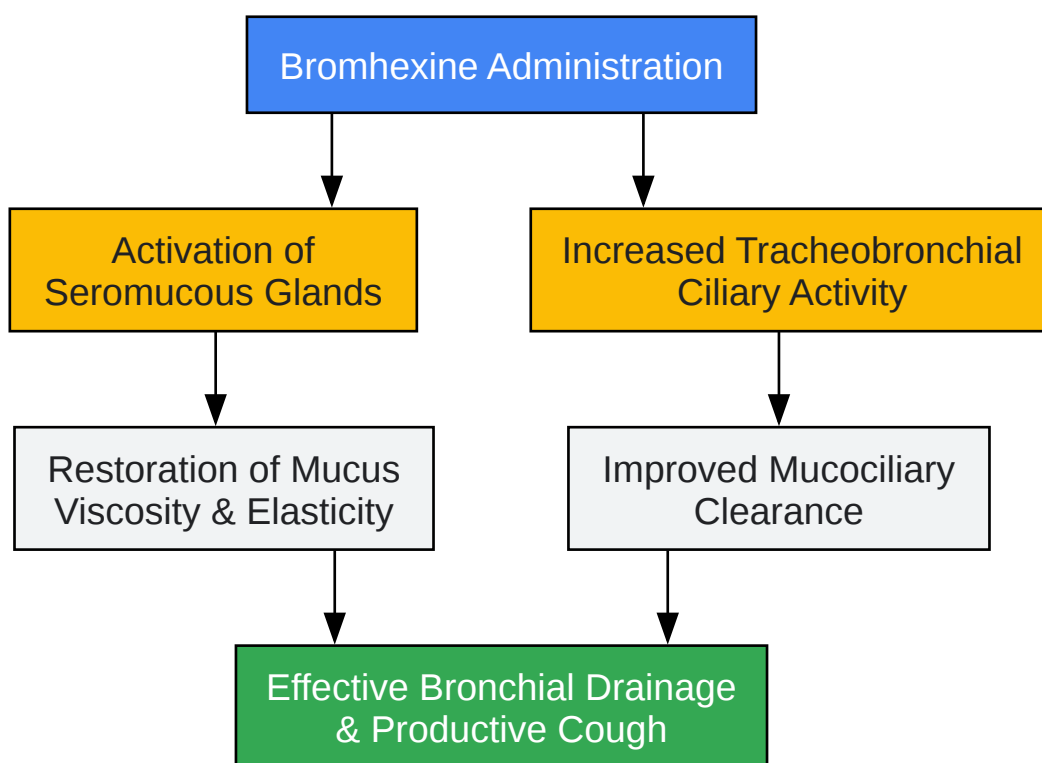 Bromhexine Administration
Activation of
Seromucous Glands
Increased Tracheobronchial
Ciliary Activity
Restoration of Mucus
Viscosity & Elasticity
Improved Mucociliary
Clearance
Effective Bronchial Drainage
& Productive Cough